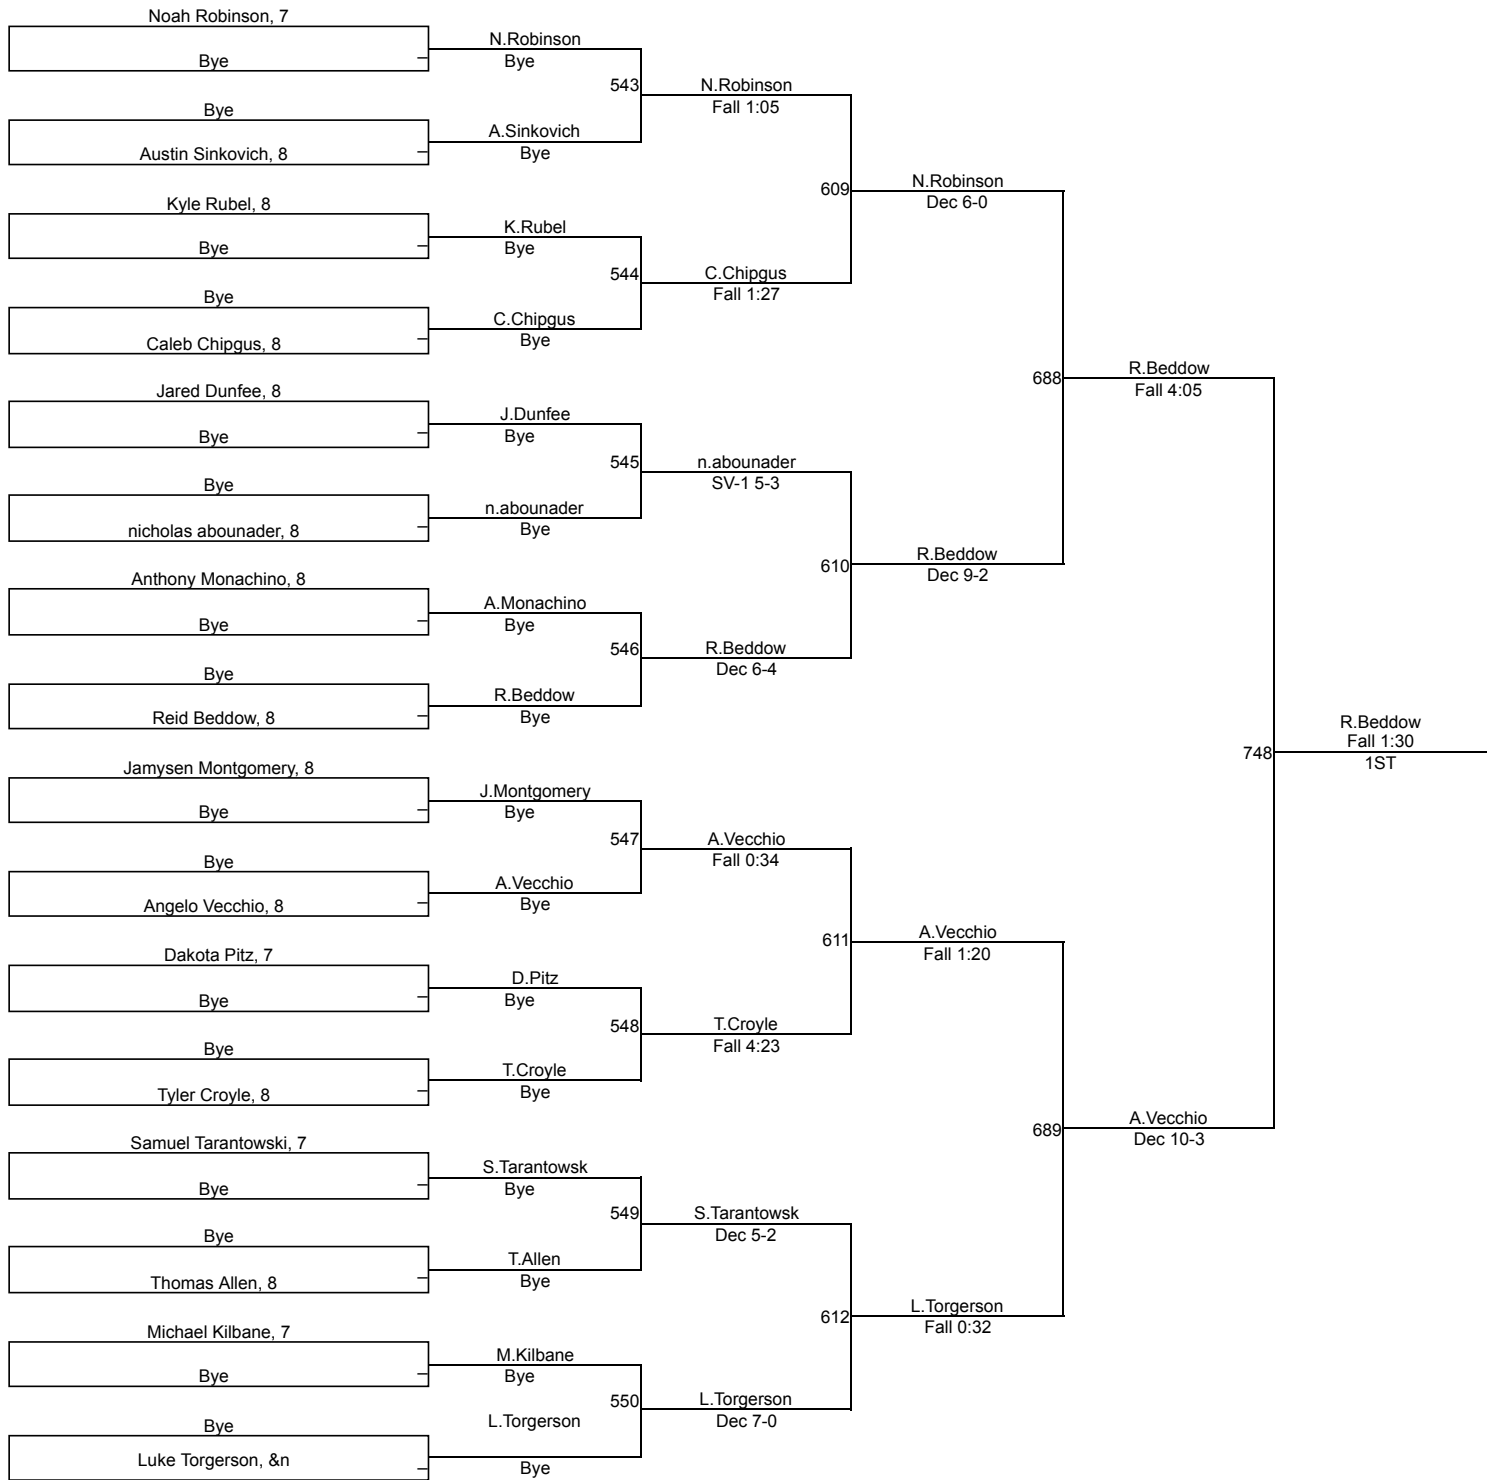 Noah Robinson, 7
Bye
N.Robinson
Bye
543
N.Robinson
Fall 1:05
Bye
Austin Sinkovich, 8
A.Sinkovich
Bye
609
N.Robinson
Dec 6-0
Kyle Rubel, 8
Bye
K.Rubel
Bye
544
C.Chipgus
Fall 1:27
Bye
Caleb Chipgus, 8
C.Chipgus
Bye
688
R.Beddow
Fall 4:05
Jared Dunfee, 8
Bye
J.Dunfee
Bye
545
n.abounader
SV-1 5-3
Bye
nicholas abounader, 8
n.abounader
Bye
610
R.Beddow
Dec 9-2
Anthony Monachino, 8
Bye
A.Monachino
Bye
546
R.Beddow
Dec 6-4
Bye
Reid Beddow, 8
R.Beddow
Bye
748
R.Beddow
Fall 1:30
1ST
Jamysen Montgomery, 8
Bye
J.Montgomery
Bye
547
A.Vecchio
Fall 0:34
Bye
Angelo Vecchio, 8
A.Vecchio
Bye
611
A.Vecchio
Fall 1:20
Dakota Pitz, 7
Bye
D.Pitz
Bye
548
T.Croyle
Fall 4:23
Bye
Tyler Croyle, 8
T.Croyle
Bye
689
A.Vecchio
Dec 10-3
Samuel Tarantowski, 7
Bye
S.Tarantowsk
Bye
549
S.Tarantowsk
Dec 5-2
Bye
Thomas Allen, 8
T.Allen
Bye
612
L.Torgerson
Fall 0:32
Michael Kilbane, 7
Bye
M.Kilbane
Bye
550
L.Torgerson
Dec 7-0
Bye
Luke Torgerson, &n
L.Torgerson
Bye